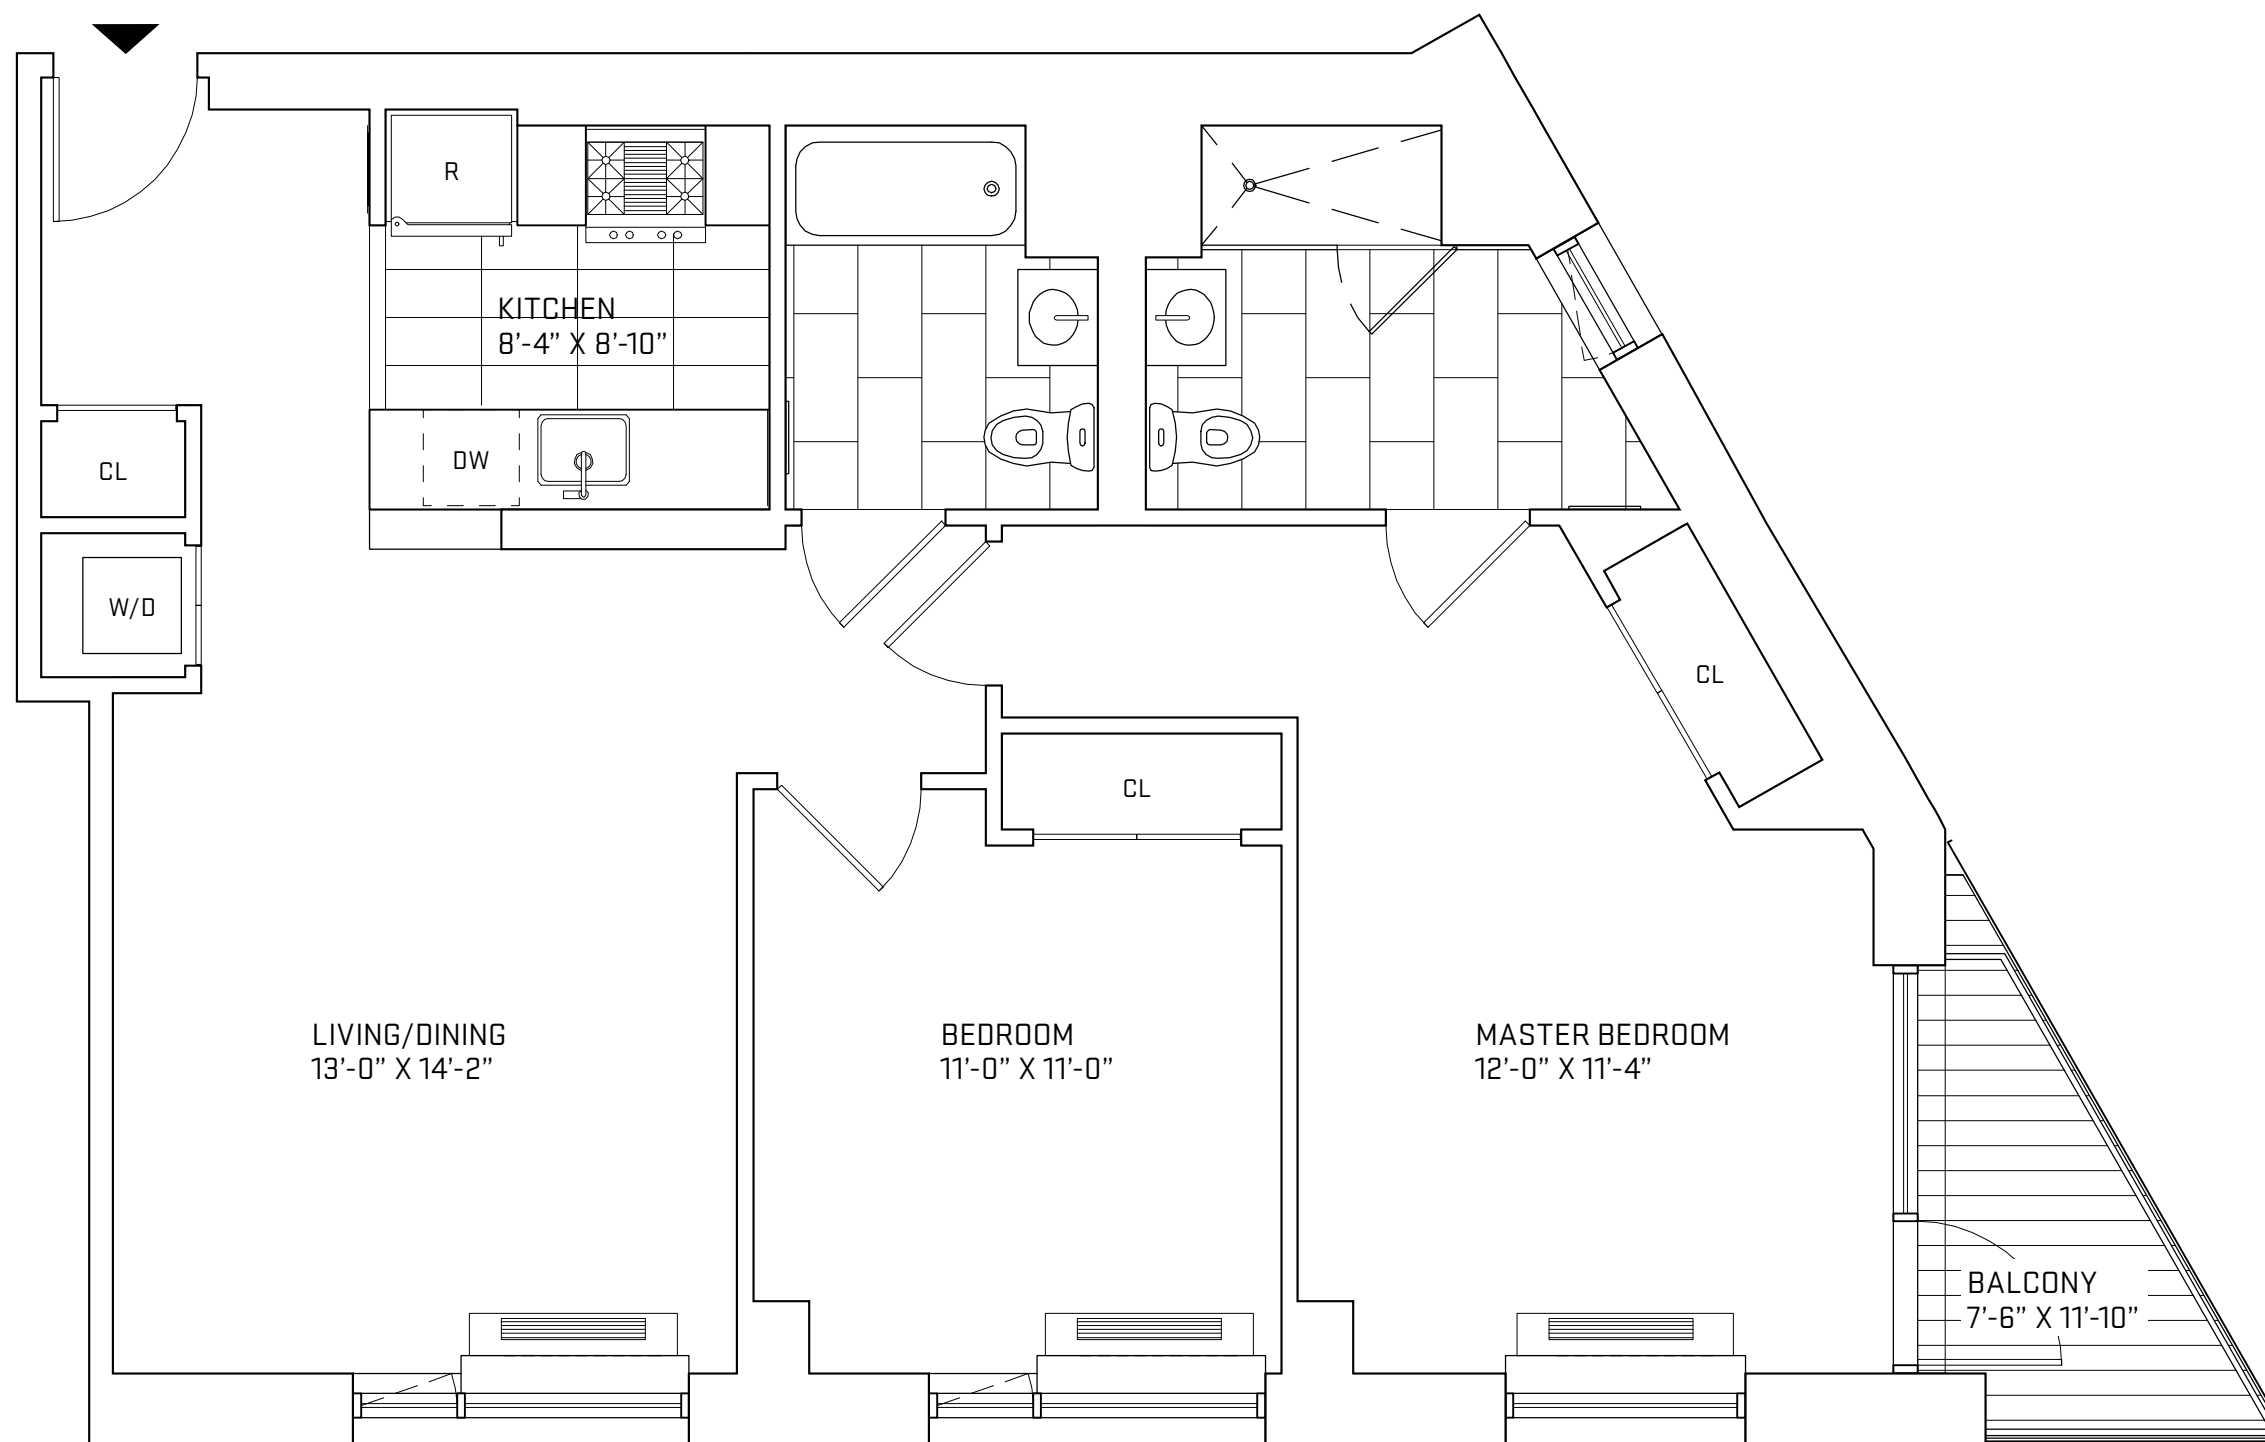 R
KITCHEN
8’-4” X 8’-10”
DW
CL
W/D
CL
CL
LIVING/DINING
13’-0” X 14’-2”
BEDROOM
11’-0” X 11’-0”
MASTER BEDROOM
12’-0” X 11’-4”
BALCONY
7’-6” X 11’-10”